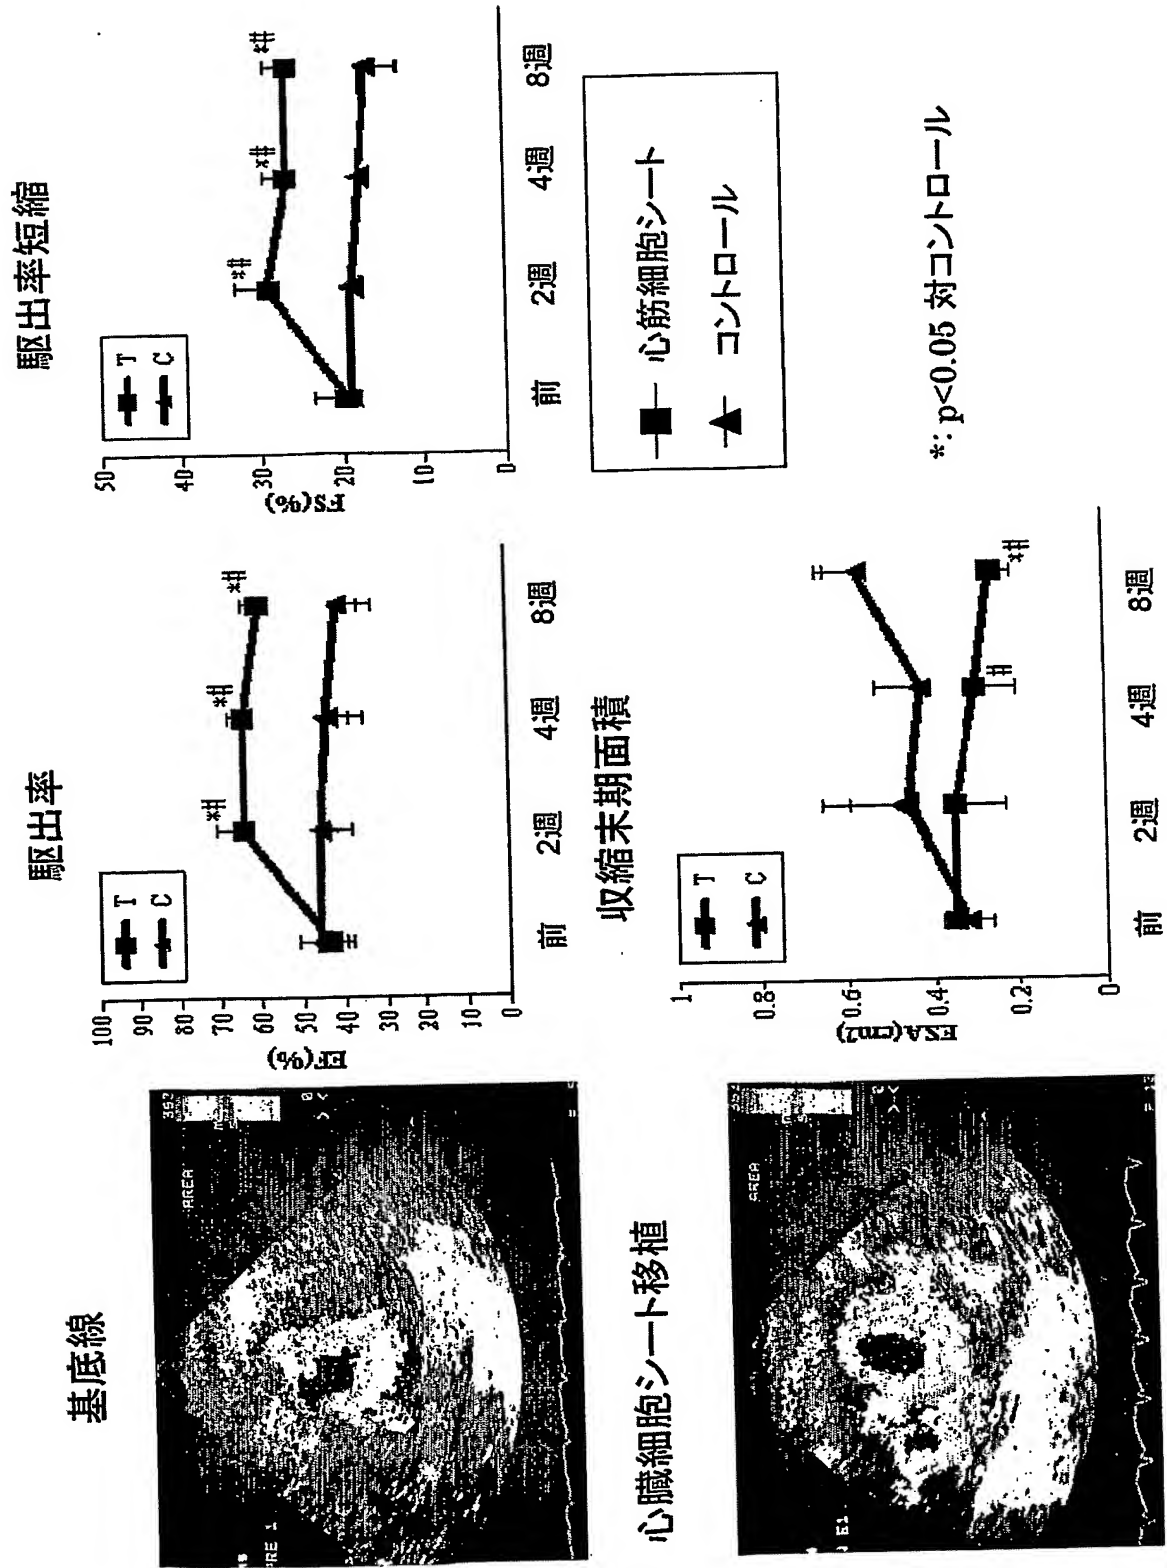 基底線
AREA
PRE 1
心臓細胞シート移植
AREA
E1
駆出率
T
C
EF(%)
100
90
80
70
60
50
40
30
20
10
0
*#
*#
*#
前
2週
4週
8週
駆出率短縮
T
C
FS(%)
50
40
30
20
10
0
*#
*#
*#
前
2週
4週
8週
収縮末期面積
T
C
ESA(cm²)
1
0.8
0.6
0.4
0.2
0
#
*#
前
2週
4週
8週
心筋細胞シート
コントロール
*: p<0.05 対コントロール